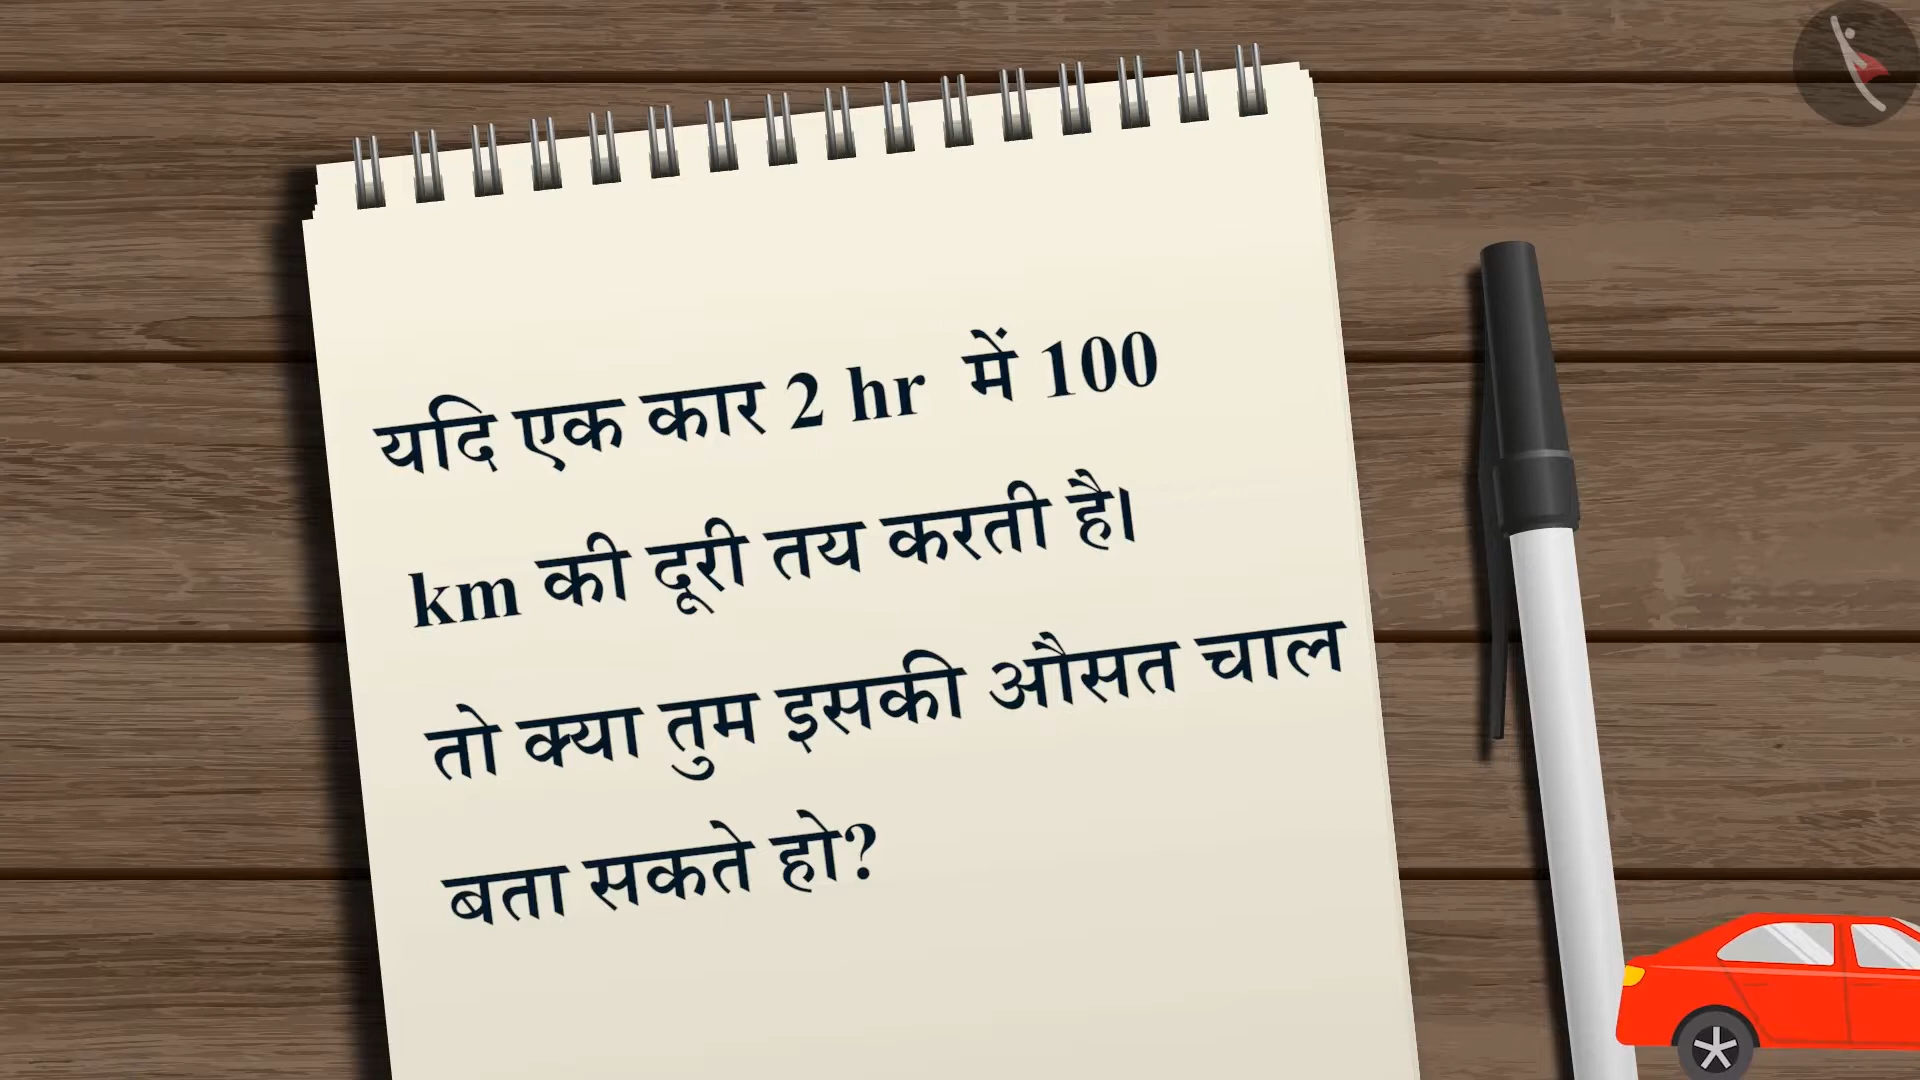 यदि एक कार 2 hr में 100
km की दूरी तय करती है।
तो क्या तुम इसकी औसत चाल
बता सकते हो?